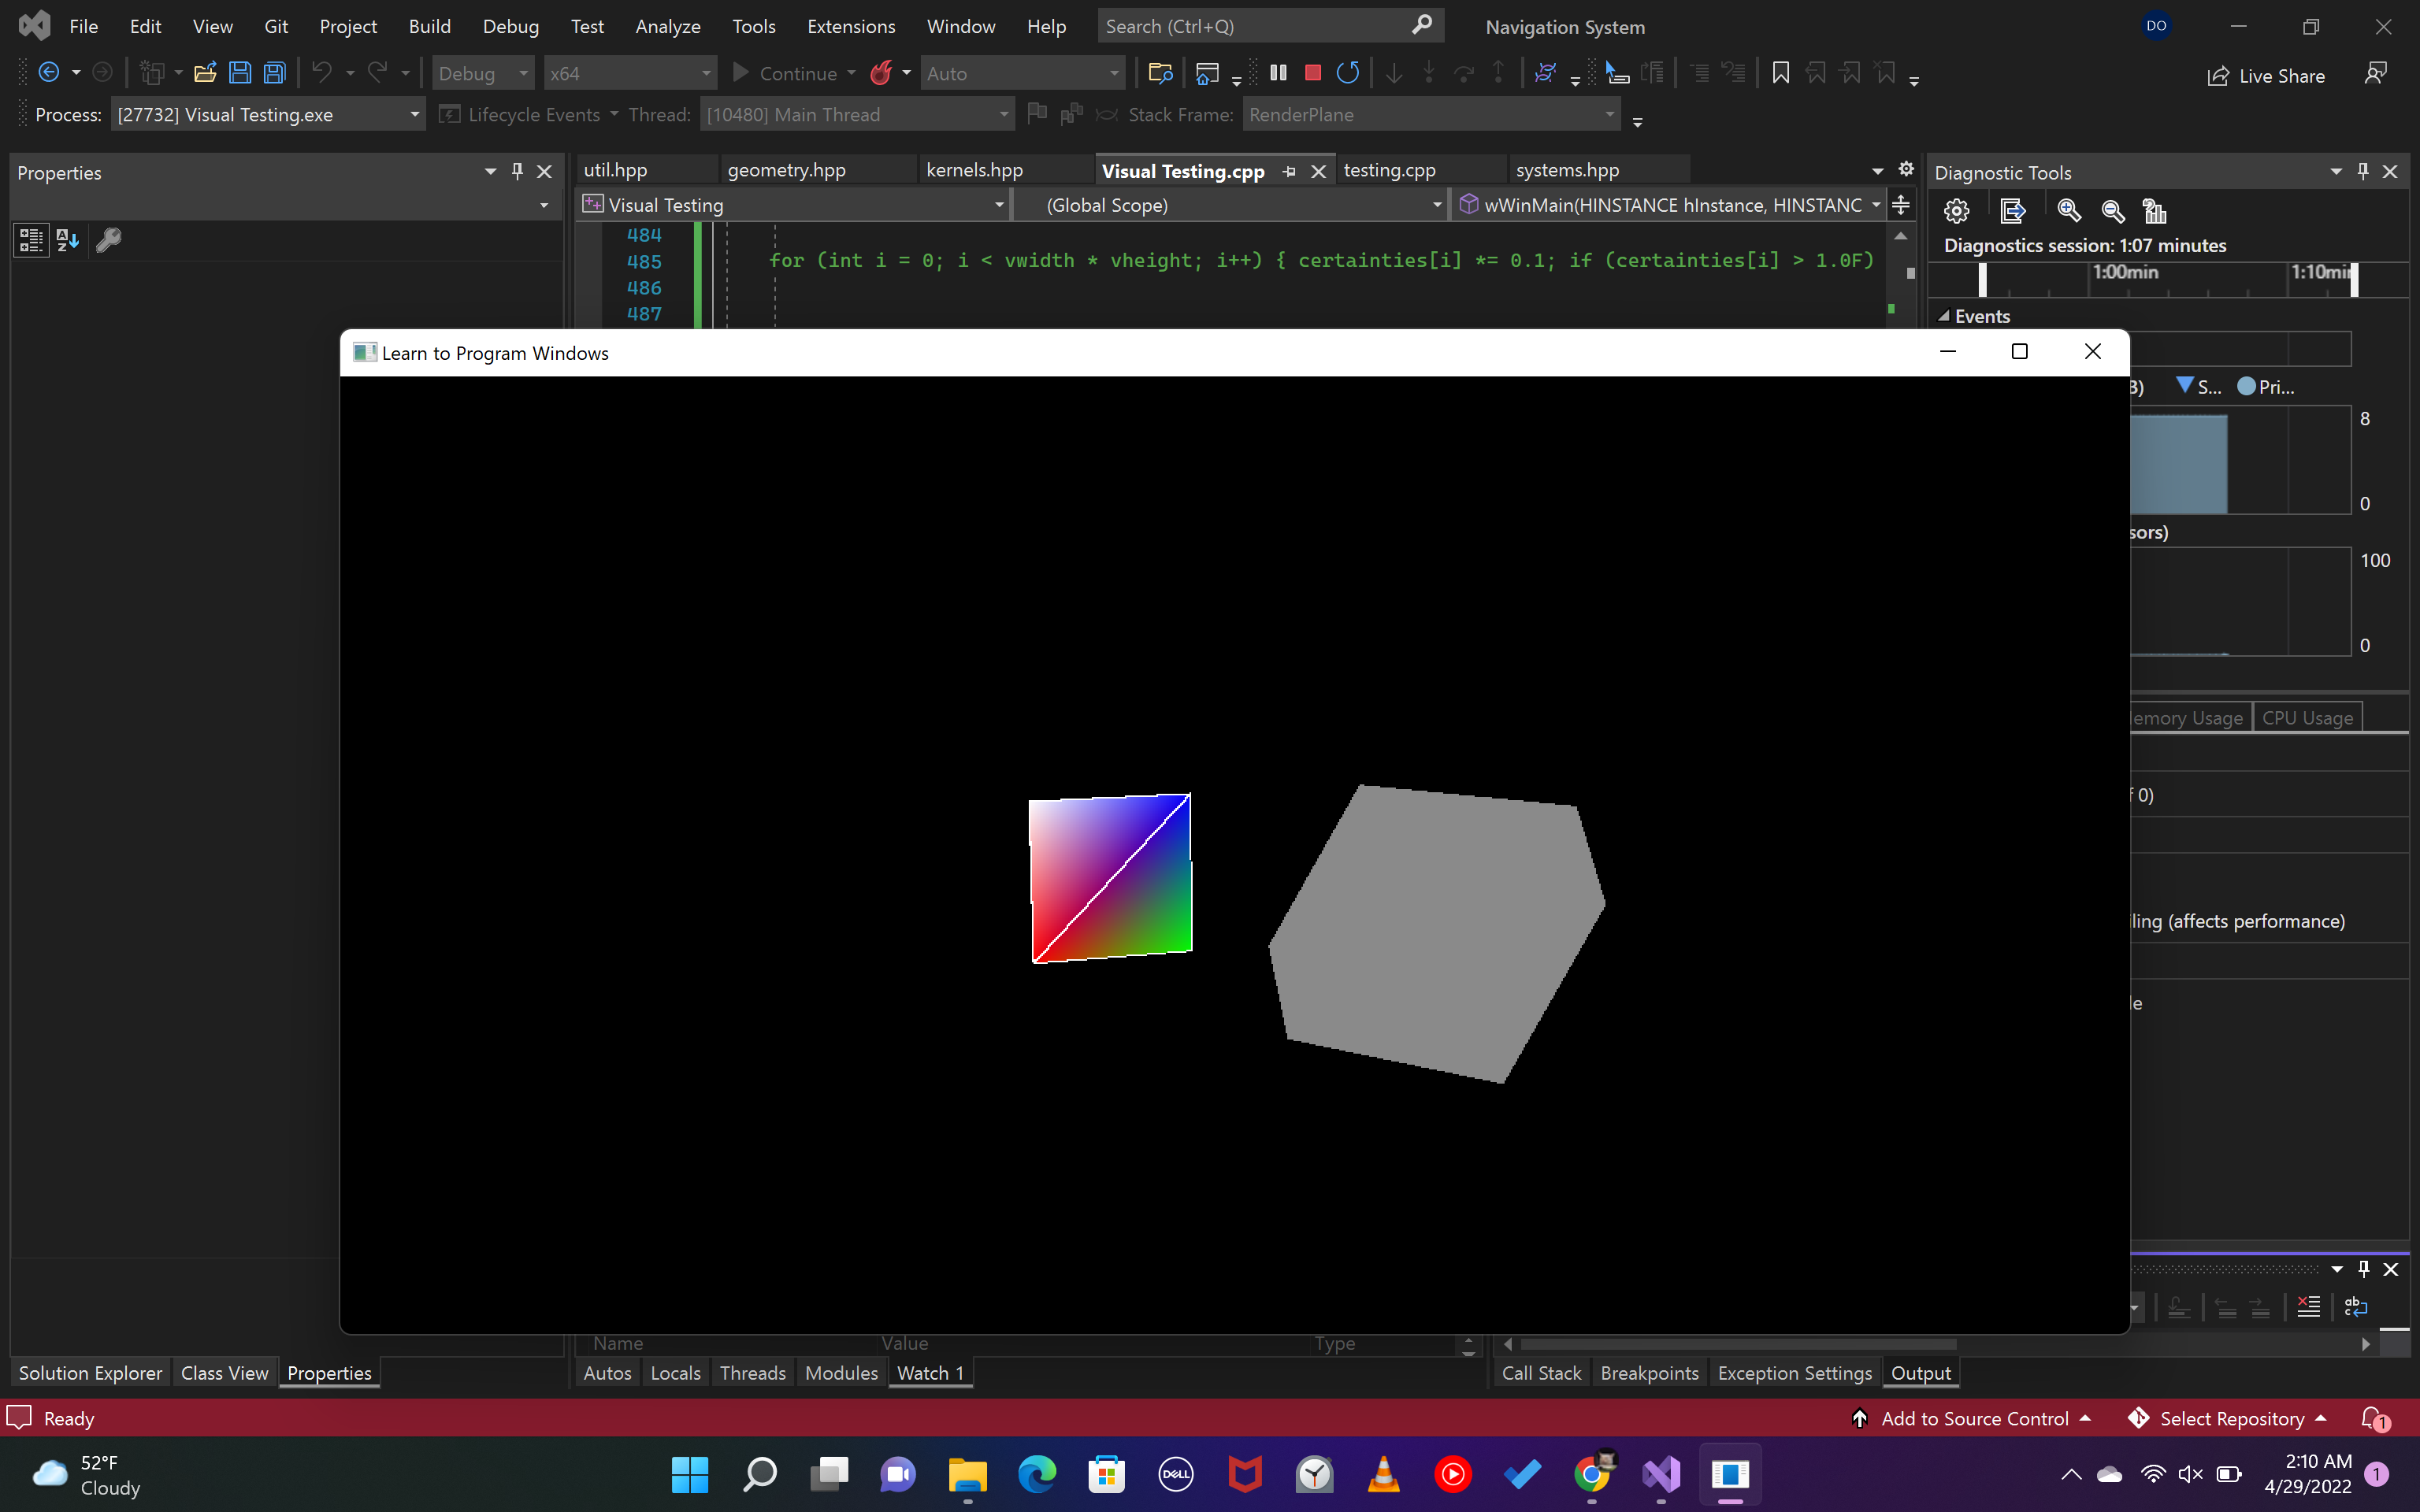 File Edit View Git Project Build Debug Test Analyze Tools Extensions Window Help Search (Ctrl+Q) Navigation System DO
Debug x64 Continue Auto Live Share
Process: [27732] Visual Testing.exe Lifecycle Events Thread: [10480] Main Thread Stack Frame: RenderPlane
Properties
util.hpp geometry.hpp kernels.hpp Visual Testing.cpp testing.cpp systems.hpp
Diagnostic Tools
Visual Testing (Global Scope) wWinMain(HINSTANCE hInstance, HINSTANC
Diagnostics session: 1:07 minutes
484
485 for (int i = 0; i < vwidth * vheight; i++) { certainties[i] *= 0.1; if (certainties[i] > 1.0F)
486
487
1:00min 1:10min
Events
Learn to Program Windows
B) S... Pri...
8
0
sors)
100
0
emory Usage CPU Usage
f 0)
ling (affects performance)
le
Name Value Type
Solution Explorer Class View Properties Autos Locals Threads Modules Watch 1 Call Stack Breakpoints Exception Settings Output
Ready Add to Source Control Select Repository 1
52°F
Cloudy
DELL
2:10 AM
4/29/2022
1